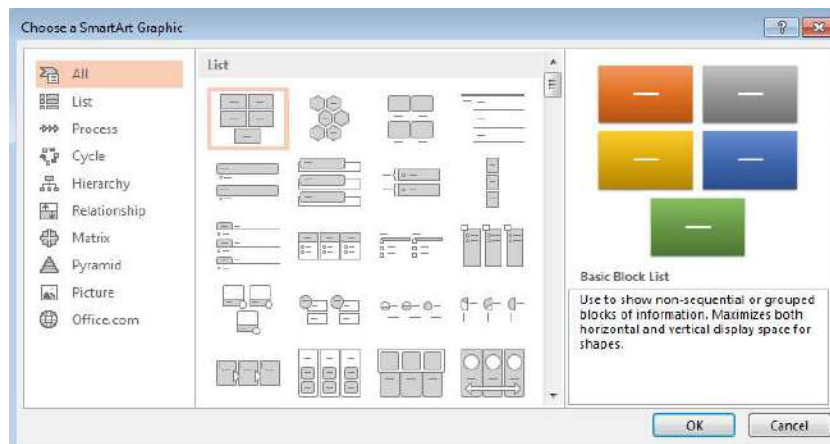 Choose a SmartArt Graphic
All
List
Process
Cycle
Hierarchy
Relationship
Matrix
Pyramid
Picture
Office.com
List
Basic Block List
Use to show non-sequential or grouped
blocks of information. Maximizes both
horizontal and vertical display space for
shapes.
OK
Cancel